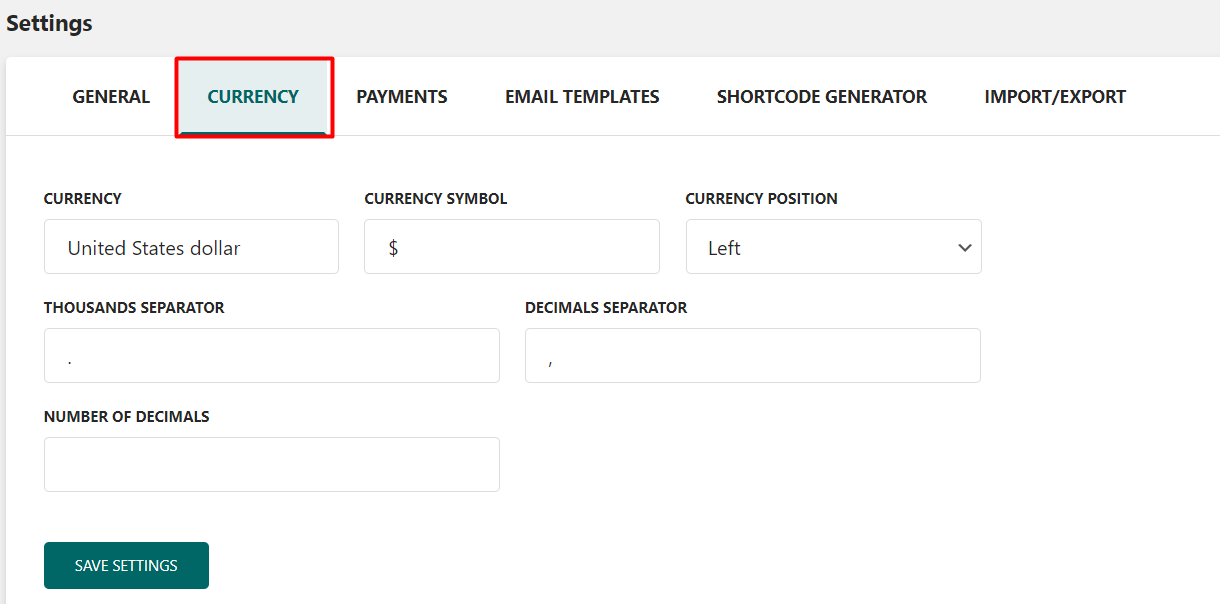 Settings
GENERAL CURRENCY PAYMENTS EMAIL TEMPLATES SHORTCODE GENERATOR IMPORT/EXPORT
CURRENCY CURRENCY SYMBOL CURRENCY POSITION
United States dollar $ Left
THOUSANDS SEPARATOR DECIMALS SEPARATOR
. ,
NUMBER OF DECIMALS
SAVE SETTINGS